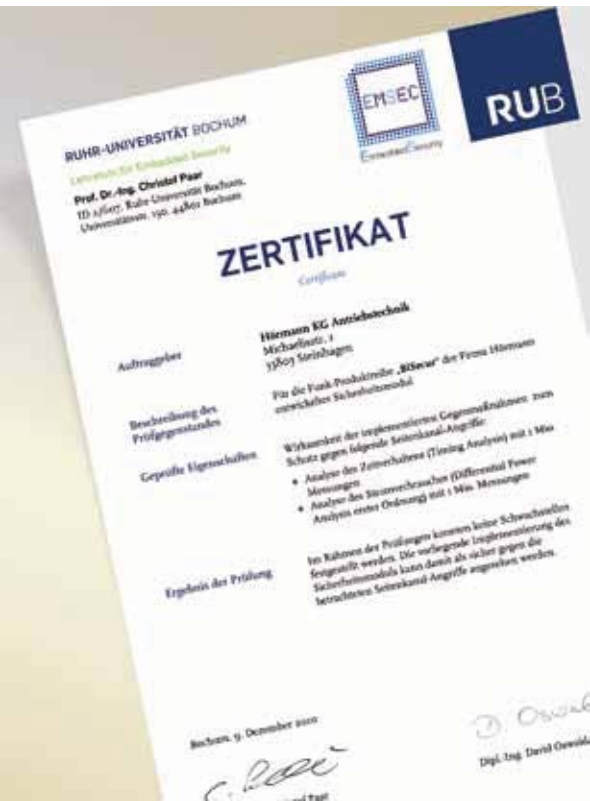 RUHR-UNIVERSITÄT BOCHUM
EMSEC
RUB
Lehrstuhl für Embedded Security
Embedded Security
Prof. Dr.-Ing. Christof Paar
ID 2/607, Ruhr-Universität Bochum,
Universitätsstr. 150, 44801 Bochum
ZERTIFIKAT
Certificate
Auftraggeber
Hörmann KG Antriebstechnik
Michaelisstr. 1
33803 Steinhagen
Beschreibung des
Prüfgegenstandes
Für die Funk-Produktreihe „BiSecur" der Firma Hörmann
entwickeltes Sicherheitsmodul
Geprüfte Eigenschaften
Wirksamkeit der implementierten Gegenmaßnahmen zum
Schutz gegen folgende Seitenkanal-Angriffe:
• Analyse des Zeitverhaltens (Timing Analysis) mit 1 Mio.
Messungen
• Analyse des Stromverbrauches (Differential Power
Analysis erster Ordnung) mit 1 Mio. Messungen
Ergebnis der Prüfung
Im Rahmen der Prüfungen konnten keine Schwachstellen
festgestellt werden. Die vorliegende Implementierung des
Sicherheitsmoduls kann damit als sicher gegen die
betrachteten Seitenkanal-Angriffe angesehen werden.
Bochum, 9. Dezember 2010
D. Oswald
Dipl.-Ing. David Oswald
Paar